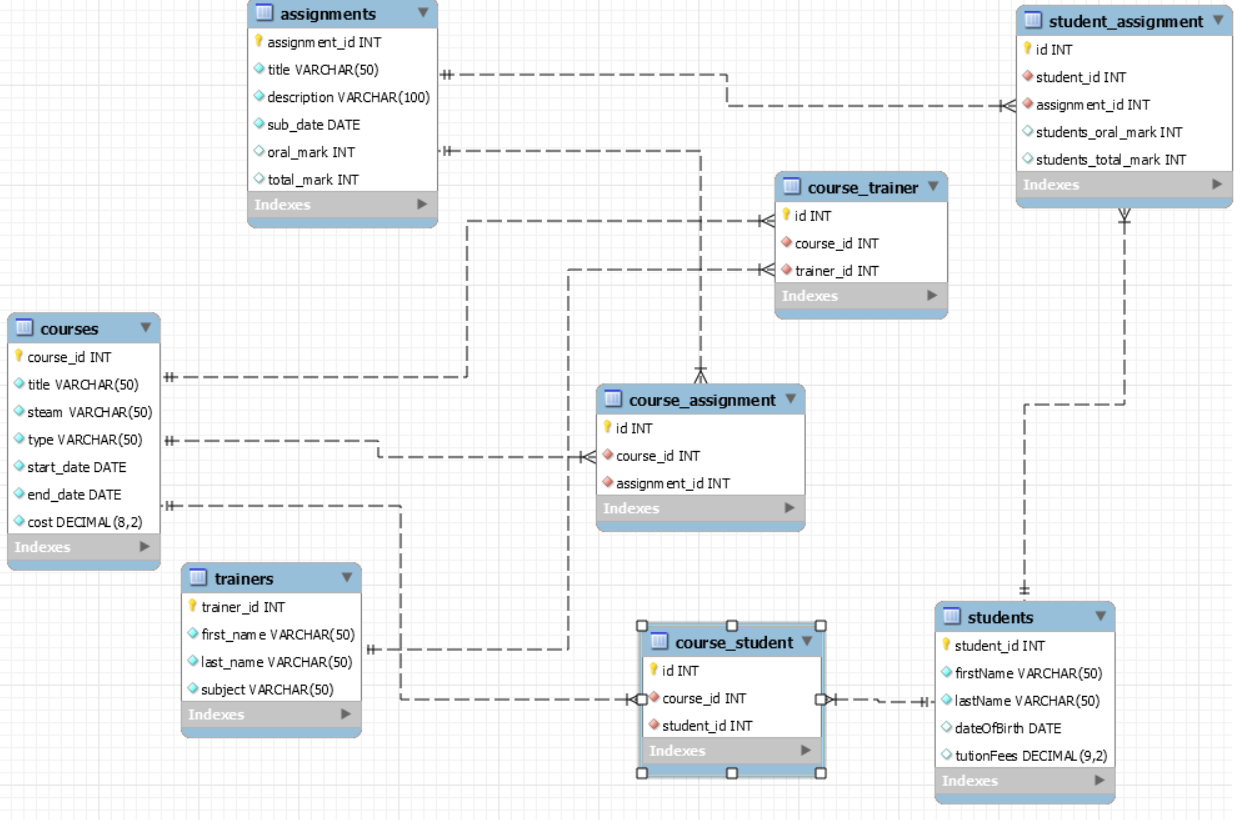 assignments
assignment_id INT
title VARCHAR(50)
description VARCHAR(100)
sub_date DATE
oral_mark INT
total_mark INT
Indexes
student_assignment
id INT
student_id INT
assignment_id INT
students_oral_mark INT
students_total_mark INT
Indexes
course_trainer
id INT
course_id INT
trainer_id INT
Indexes
courses
course_id INT
title VARCHAR(50)
steam VARCHAR(50)
type VARCHAR(50)
start_date DATE
end_date DATE
cost DECIMAL(8,2)
Indexes
course_assignment
id INT
course_id INT
assignment_id INT
Indexes
trainers
trainer_id INT
first_name VARCHAR(50)
last_name VARCHAR(50)
subject VARCHAR(50)
Indexes
course_student
id INT
course_id INT
student_id INT
Indexes
students
student_id INT
firstName VARCHAR(50)
lastName VARCHAR(50)
dateOfBirth DATE
tutionFees DECIMAL(9,2)
Indexes